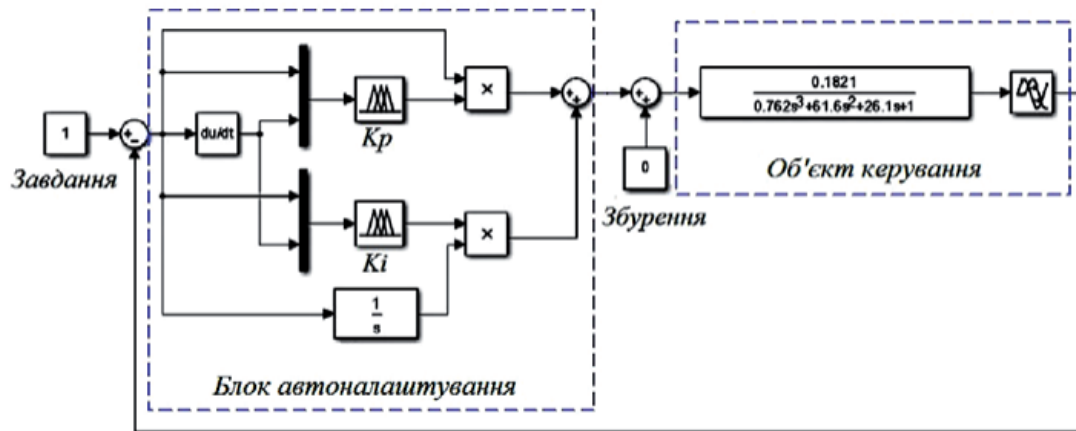 0.1821
0.762s³+61.6s²+26.1s+1
×
Kp
1
du/dt
Об'єкт керування
0
Завдання
Збурення
×
Ki
1
s
Блок автоналаштування